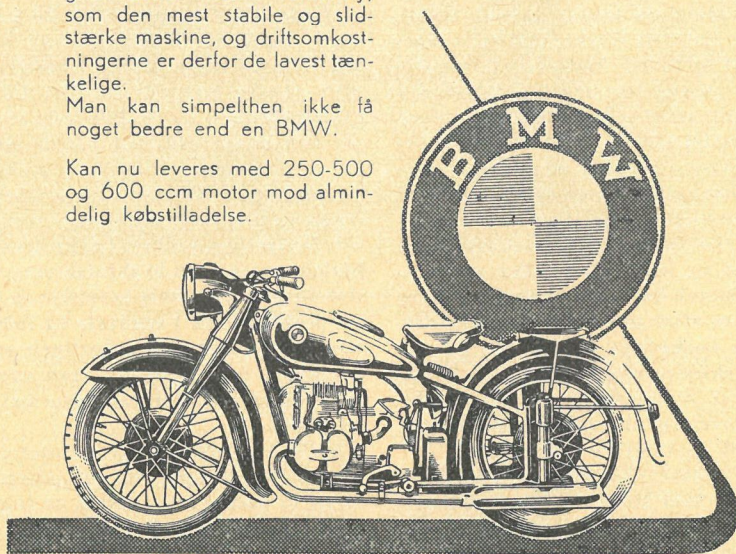 som den mest stabile og slid-
stærke maskine, og driftsomkost-
ningerne er derfor de lavest tæn-
kelige.
Man kan simpelthen ikke få
noget bedre end en BMW.
Kan nu leveres med 250-500
og 600 ccm motor mod almin-
delig købstilladelse.
BMW